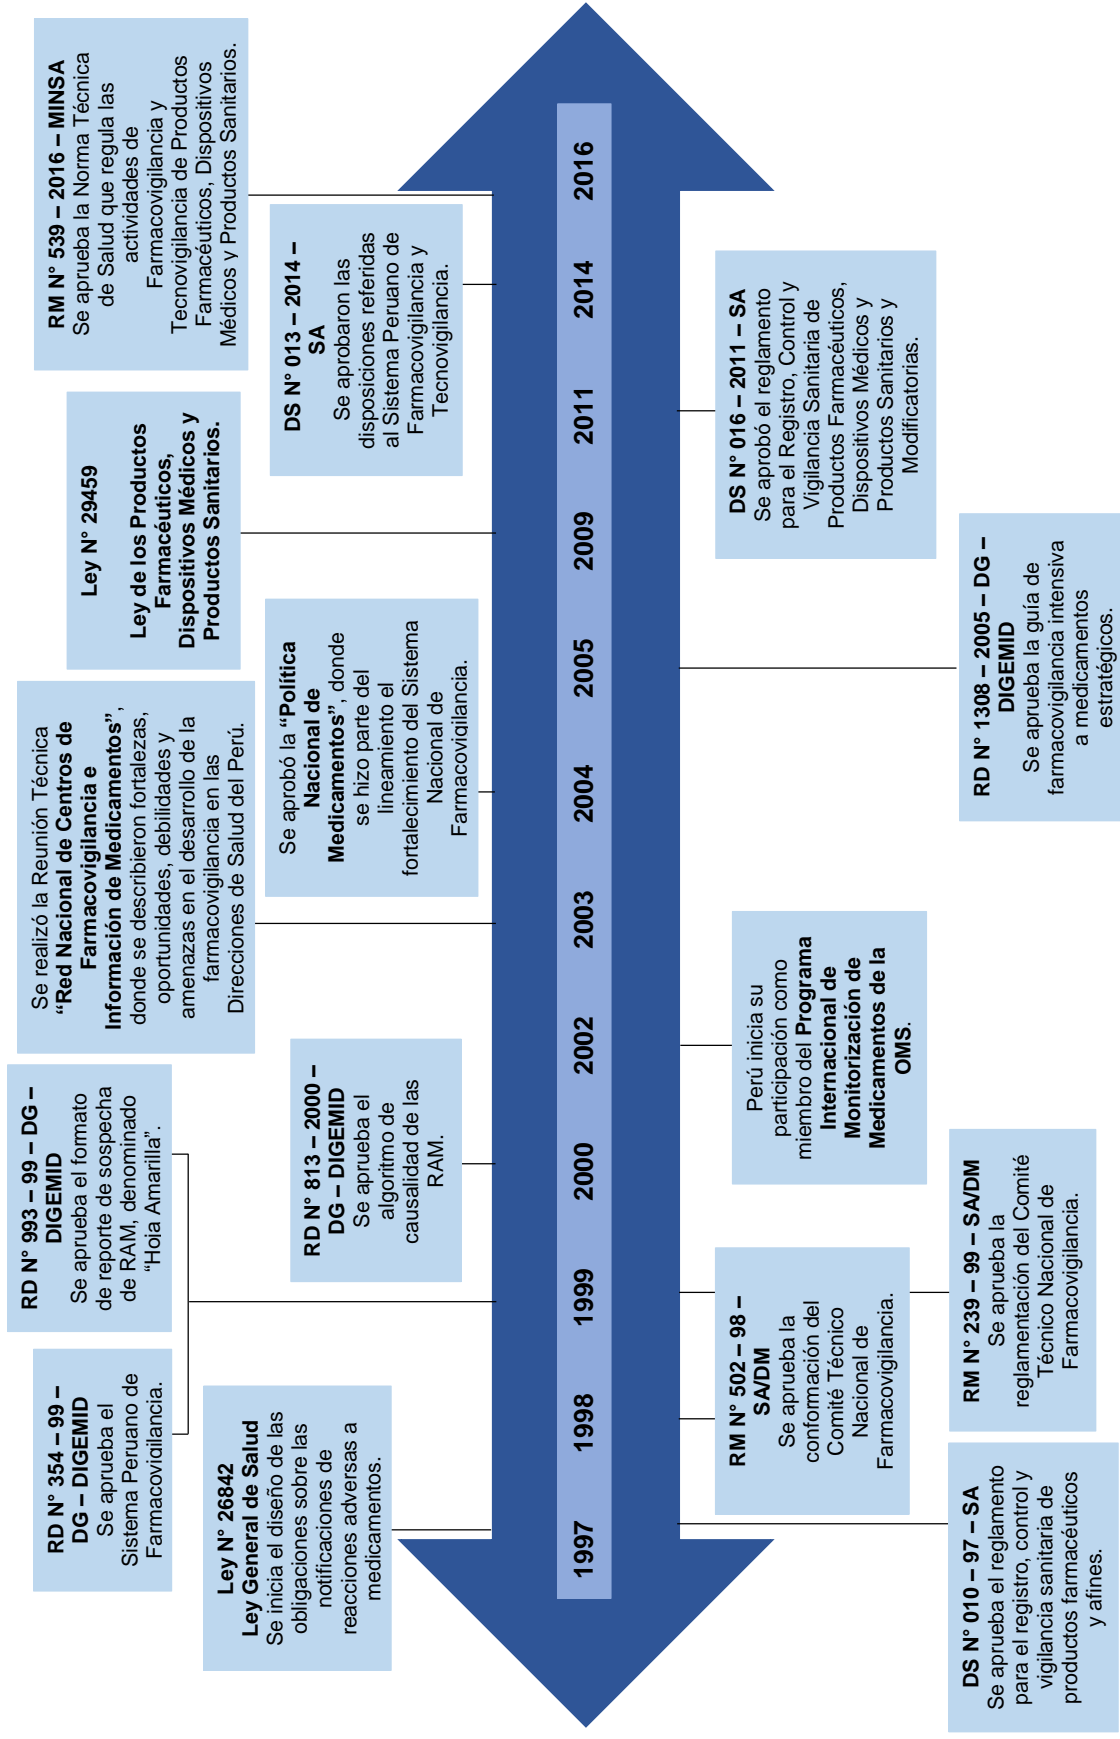 RD N° 354 – 99 –
DG – DIGEMID
Se aprueba el
Sistema Peruano de
Farmacovigilancia.
RD N° 993 – 99 – DG –
DIGEMID
Se aprueba el formato
de reporte de sospecha
de RAM, denominado
“Hoja Amarilla”.
Se realizó la Reunión Técnica
“Red Nacional de Centros de
Farmacovigilancia e
Información de Medicamentos”,
donde se describieron fortalezas,
oportunidades, debilidades y
amenazas en el desarrollo de la
farmacovigilancia en las
Direcciones de Salud del Perú.
Ley N° 29459
Ley de los Productos
Farmacéuticos,
Dispositivos Médicos y
Productos Sanitarios.
RM N° 539 – 2016 – MINSA
Se aprueba la Norma Técnica
de Salud que regula las
actividades de
Farmacovigilancia y
Tecnovigilancia de Productos
Farmacéuticos, Dispositivos
Médicos y Productos Sanitarios.
Ley N° 26842
Ley General de Salud
Se inicia el diseño de las
obligaciones sobre las
notificaciones de
reacciones adversas a
medicamentos.
RD N° 813 – 2000 –
DG – DIGEMID
Se aprueba el
algoritmo de
causalidad de las
RAM.
Se aprobó la “Política
Nacional de
Medicamentos”, donde
se hizo parte del
lineamiento el
fortalecimiento del Sistema
Nacional de
Farmacovigilancia.
DS N° 013 – 2014 –
SA
Se aprobaron las
disposiciones referidas
al Sistema Peruano de
Farmacovigilancia y
Tecnovigilancia.
1997 1998 1999 2000 2002 2003 2004 2005 2009 2011 2014 2016
RM N° 502 – 98 –
SA/DM
Se aprueba la
conformación del
Comité Técnico
Nacional de
Farmacovigilancia.
Perú inicia su
participación como
miembro del Programa
Internacional de
Monitorización de
Medicamentos de la
OMS.
DS N° 016 – 2011 – SA
Se aprobó el reglamento
para el Registro, Control y
Vigilancia Sanitaria de
Productos Farmacéuticos,
Dispositivos Médicos y
Productos Sanitarios y
Modificatorias.
DS N° 010 – 97 – SA
Se aprueba el reglamento
para el registro, control y
vigilancia sanitaria de
productos farmacéuticos
y afines.
RM N° 239 – 99 – SA/DM
Se aprueba la
reglamentación del Comité
Técnico Nacional de
Farmacovigilancia.
RD N° 1308 – 2005 – DG –
DIGEMID
Se aprueba la guía de
farmacovigilancia intensiva
a medicamentos
estratégicos.